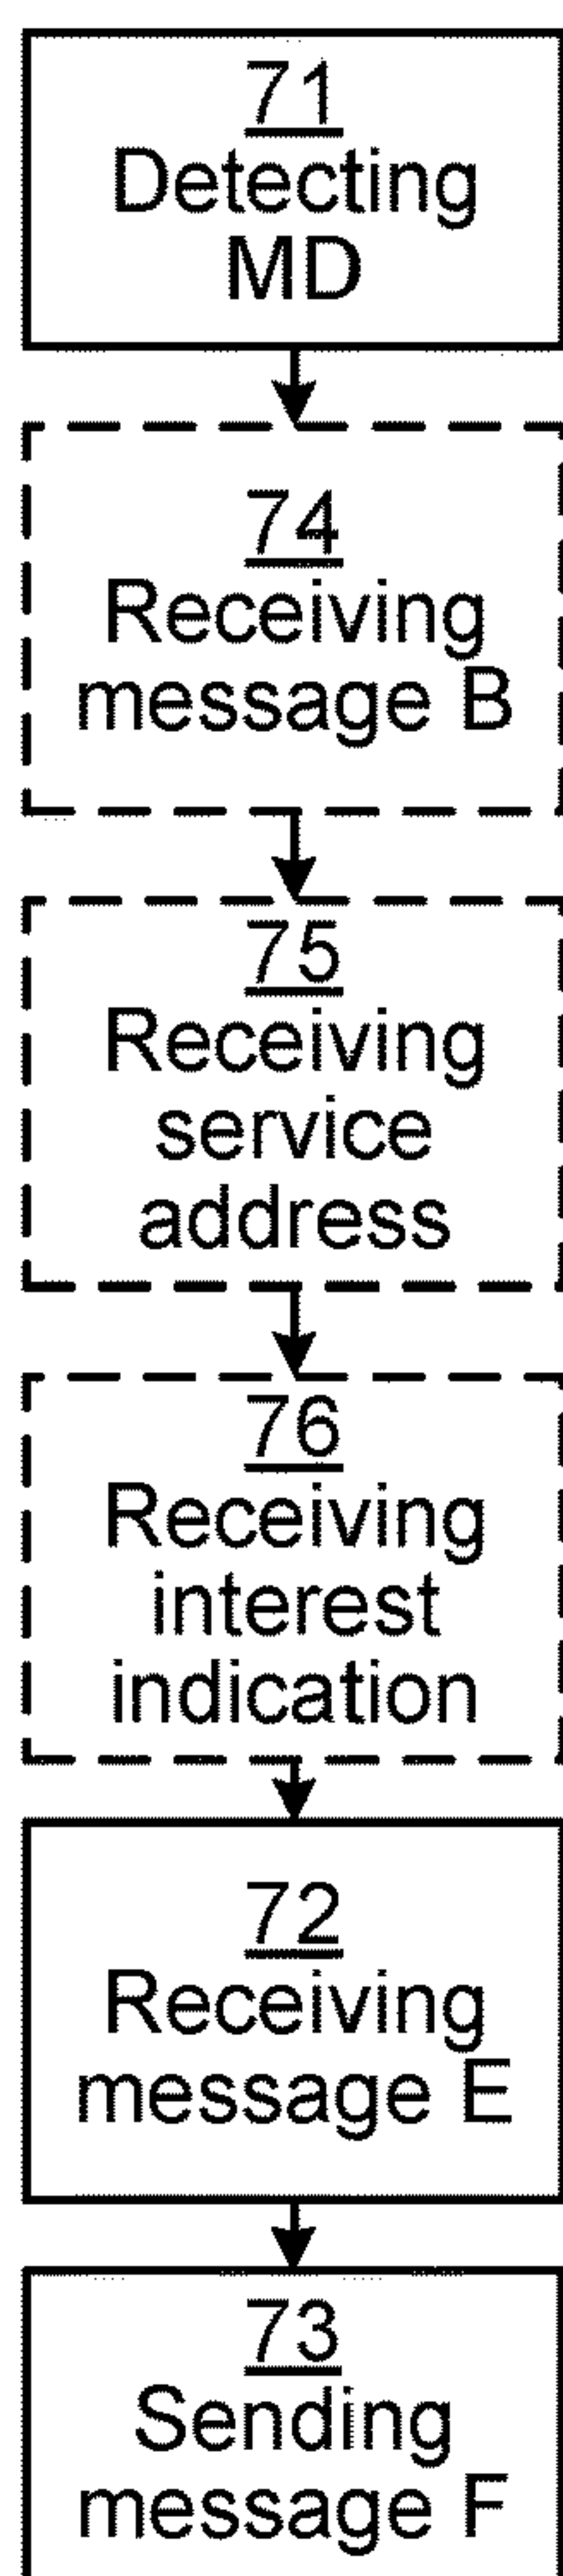 71
Detecting
MD
74
Receiving
message B
75
Receiving
service
address
76
Receiving
interest
indication
72
Receiving
message E
73
Sending
message F